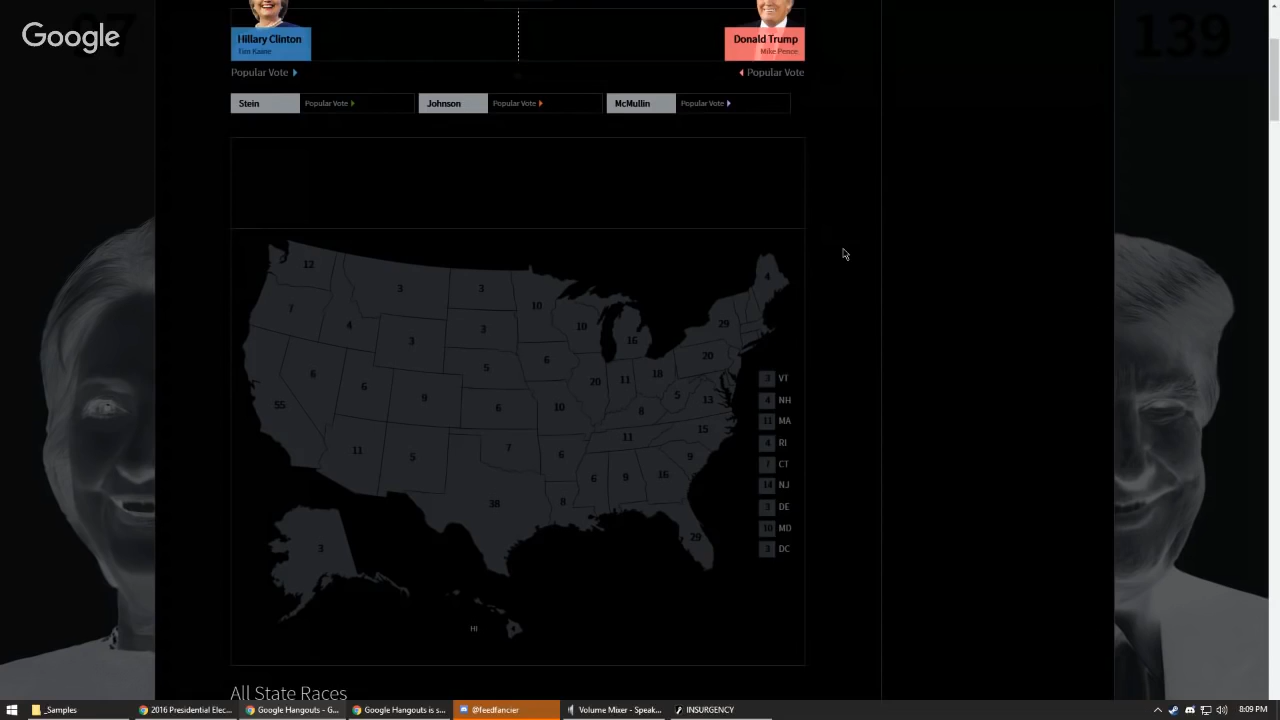 Google
139
Hillary Clinton
Tim Kaine
Donald Trump
Mike Pence
Popular Vote
Popular Vote
Stein
Popular Vote
Johnson
Popular Vote
McMullin
Popular Vote
12
7
4
3
3
3
3
5
6
6
55
6
9
11
5
7
38
10
6
10
6
8
10
20
16
11
18
8
11
6
9
16
29
9
15
13
5
20
29
4
3 VT
4 NH
11 MA
4 RI
7 CT
14 NJ
3 DE
10 MD
3 DC
3
HI
4
All State Races
_Samples
2016 Presidential Elec...
Google Hangouts - G...
Google Hangouts is s...
@feedfancier
Volume Mixer - Speak...
INSURGENCY
8:09 PM